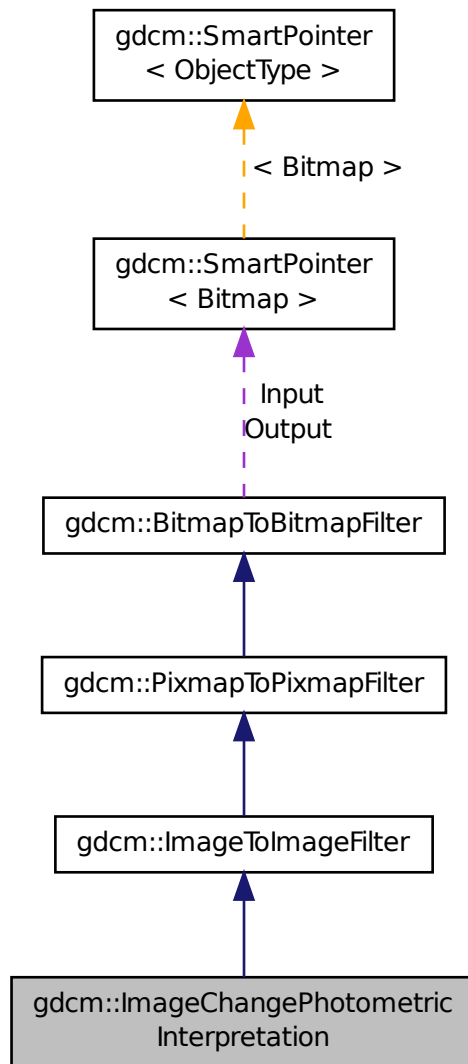 gdcm::SmartPointer
< ObjectType >
< Bitmap >
gdcm::SmartPointer
< Bitmap >
Input
Output
gdcm::BitmapToBitmapFilter
gdcm::PixmapToPixmapFilter
gdcm::ImageToImageFilter
gdcm::ImageChangePhotometric
Interpretation